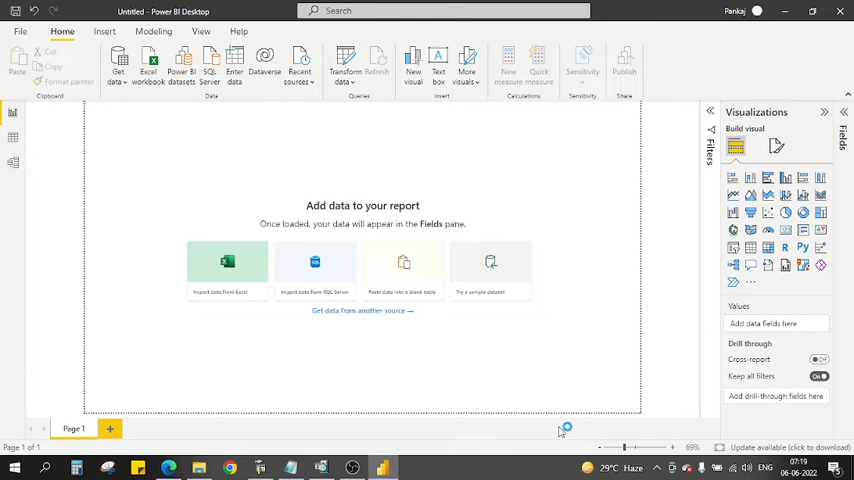 Untitled - Power BI Desktop
Search
Pankaj
File
Home
Insert
Modeling
View
Help
Paste
Cut
Copy
Format painter
Clipboard
Get data
Excel workbook
Power BI datasets
SQL Server
Enter data
Dataverse
Recent sources
Data
Transform data
Refresh
Queries
New visual
Text box
More visuals
Insert
New measure
Quick measure
Calculations
Sensitivity
Sensitivity
Publish
Share
Add data to your report
Once loaded, your data will appear in the Fields pane.
Import data from Excel
Import data from SQL Server
Paste data into a blank table
Try a sample dataset
Get data from another source →
Filters
Visualizations
Build visual
R
Py
123
Values
Add data fields here
Drill through
Cross-report
Off
Keep all filters
On
Add drill-through fields here
Fields
Page 1
Page 1 of 1
69%
Update available (click to download)
29°C Haze
ENG
07:19
06-06-2022